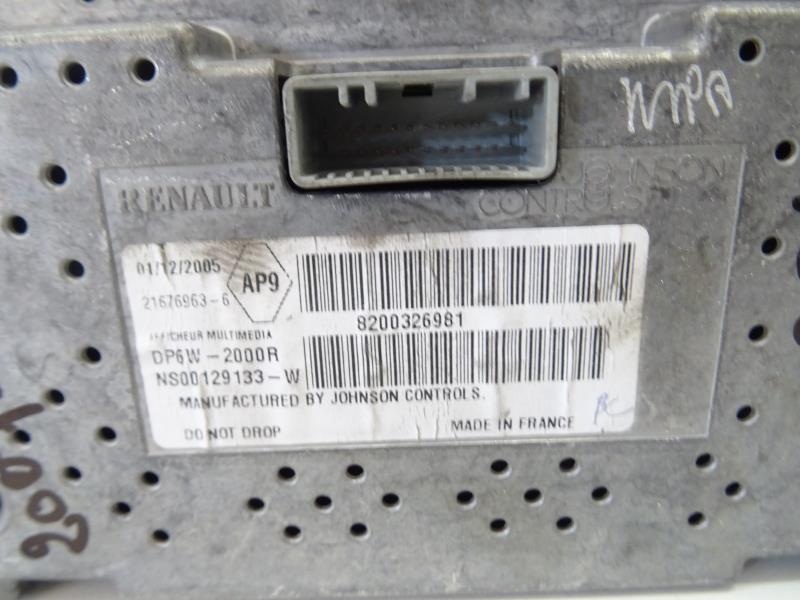 RENAULT
JOHNSON
CONTROLS
01/12/2005
AP9
21676963-6
8200326981
AFFICHEUR MULTIMEDIA
DP6W-2000R
NS00129133-W
MANUFACTURED BY JOHNSON CONTROLS.
DO NOT DROP
MADE IN FRANCE